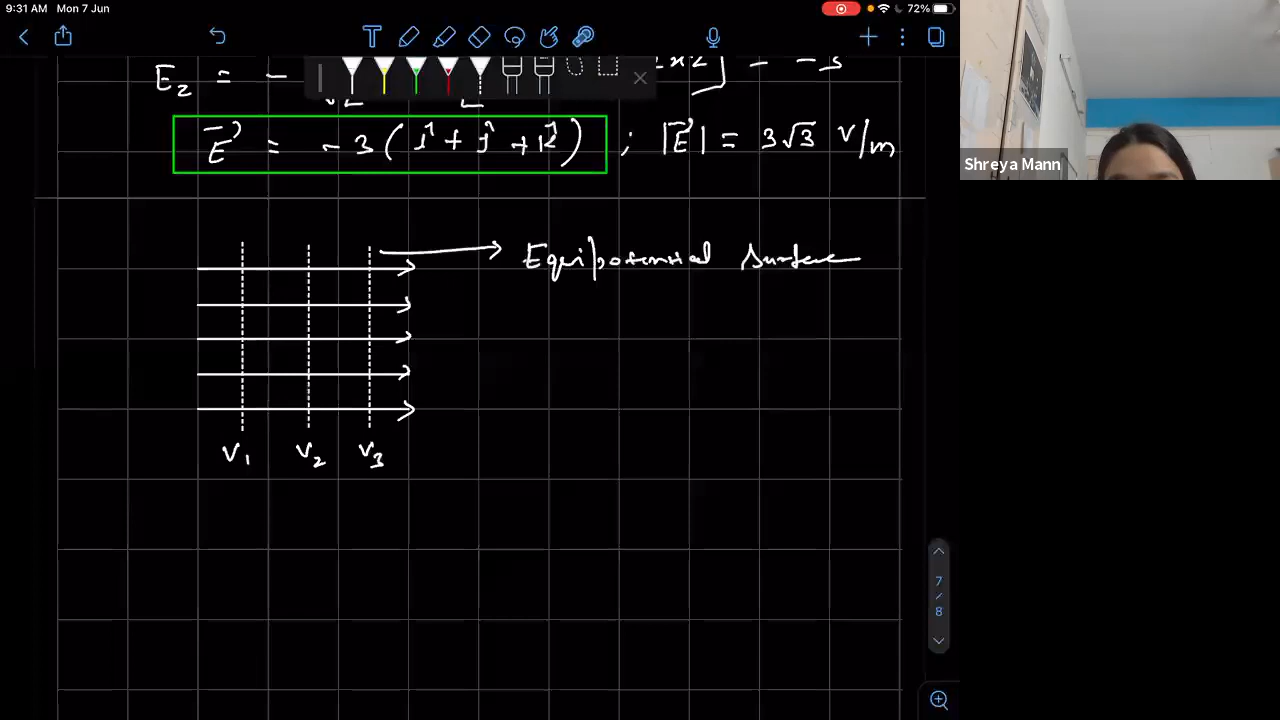 9:31 AM Mon 7 Jun
72%
E₂ = -
= -3
E⃗ = -3(î + ĵ + k̂) ; |E⃗| = 3√3 V/m
Equipotential Surface
V₁ V₂ V₃
Shreya Mann
7
/
8